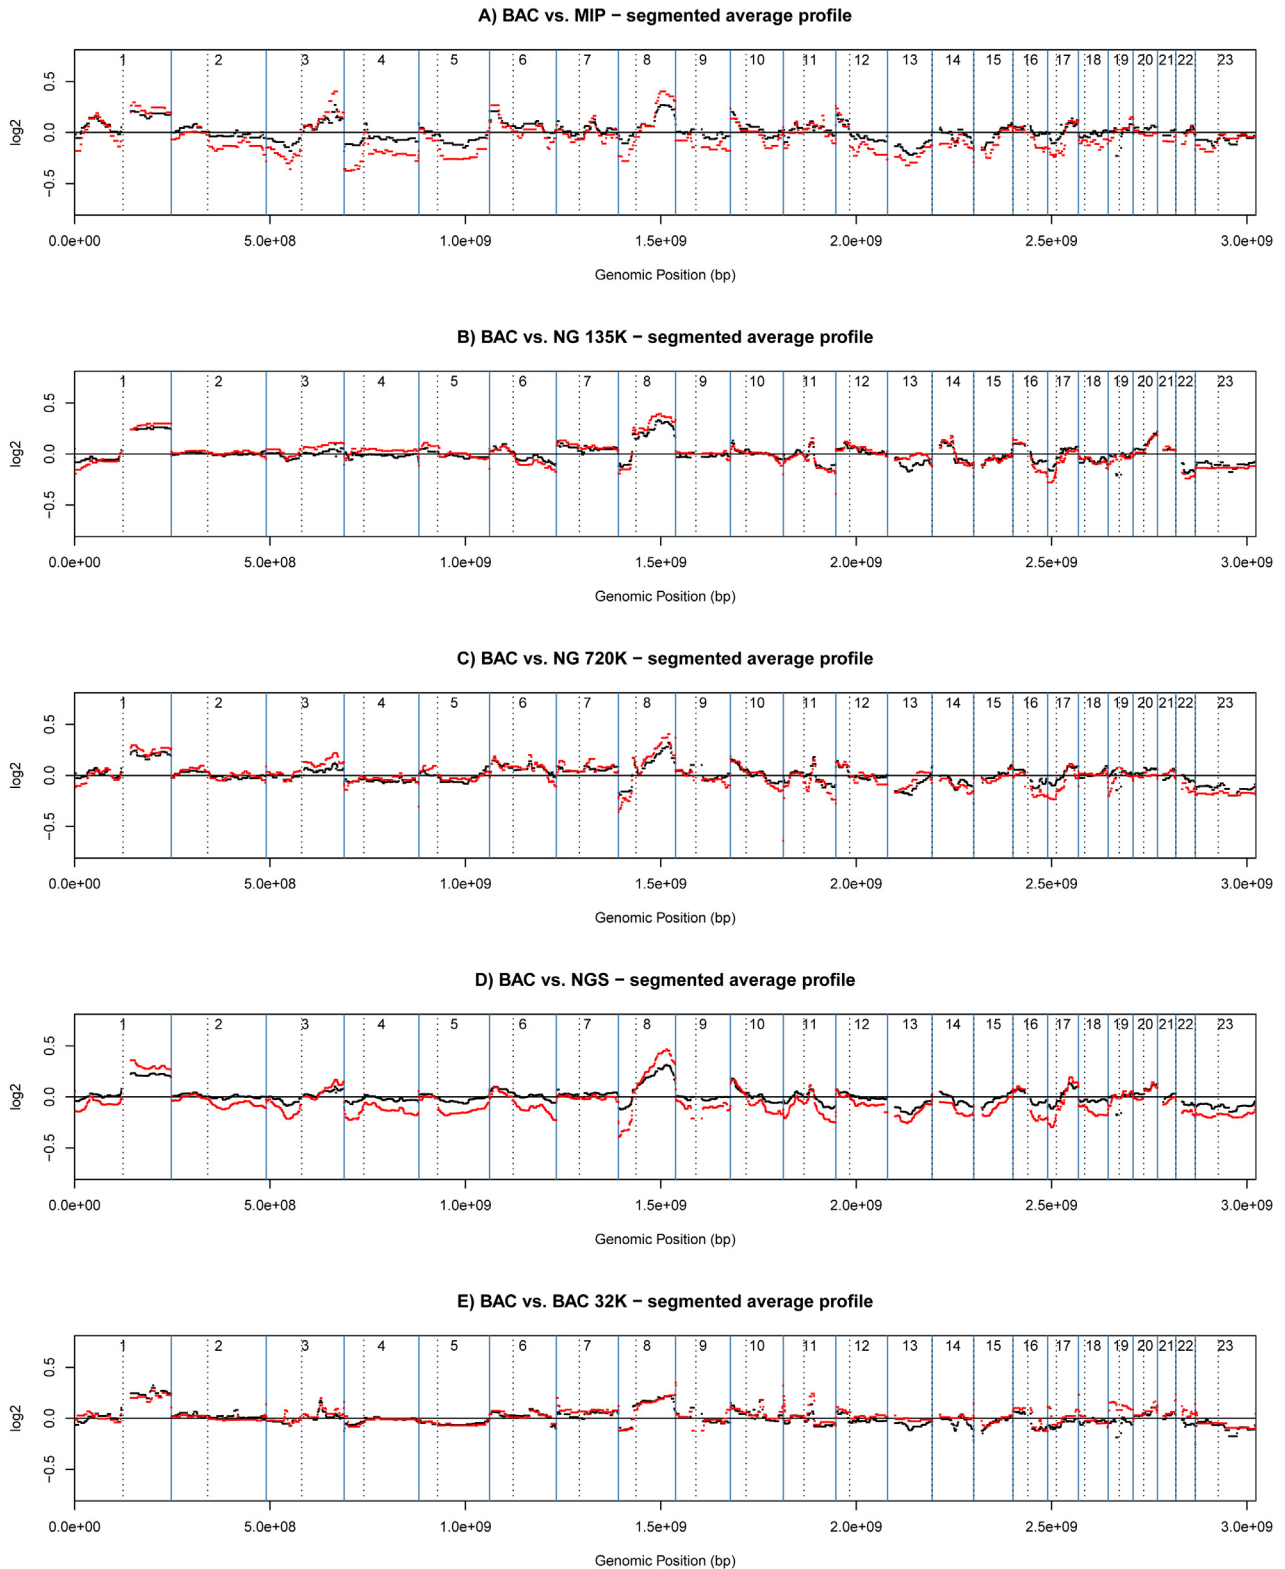 A) BAC vs. MIP − segmented average profile
1 2 3 4 5 6 7 8 9 10 11 12 13 14 15 16 17 18 19 20 21 22 23
0.5
0.0
−0.5
log2
0.0e+00 5.0e+08 1.0e+09 1.5e+09 2.0e+09 2.5e+09 3.0e+09
Genomic Position (bp)
B) BAC vs. NG 135K − segmented average profile
1 2 3 4 5 6 7 8 9 10 11 12 13 14 15 16 17 18 19 20 21 22 23
0.5
0.0
−0.5
log2
0.0e+00 5.0e+08 1.0e+09 1.5e+09 2.0e+09 2.5e+09 3.0e+09
Genomic Position (bp)
C) BAC vs. NG 720K − segmented average profile
1 2 3 4 5 6 7 8 9 10 11 12 13 14 15 16 17 18 19 20 21 22 23
0.5
0.0
−0.5
log2
0.0e+00 5.0e+08 1.0e+09 1.5e+09 2.0e+09 2.5e+09 3.0e+09
Genomic Position (bp)
D) BAC vs. NGS − segmented average profile
1 2 3 4 5 6 7 8 9 10 11 12 13 14 15 16 17 18 19 20 21 22 23
0.5
0.0
−0.5
log2
0.0e+00 5.0e+08 1.0e+09 1.5e+09 2.0e+09 2.5e+09 3.0e+09
Genomic Position (bp)
E) BAC vs. BAC 32K − segmented average profile
1 2 3 4 5 6 7 8 9 10 11 12 13 14 15 16 17 18 19 20 21 22 23
0.5
0.0
−0.5
log2
0.0e+00 5.0e+08 1.0e+09 1.5e+09 2.0e+09 2.5e+09 3.0e+09
Genomic Position (bp)